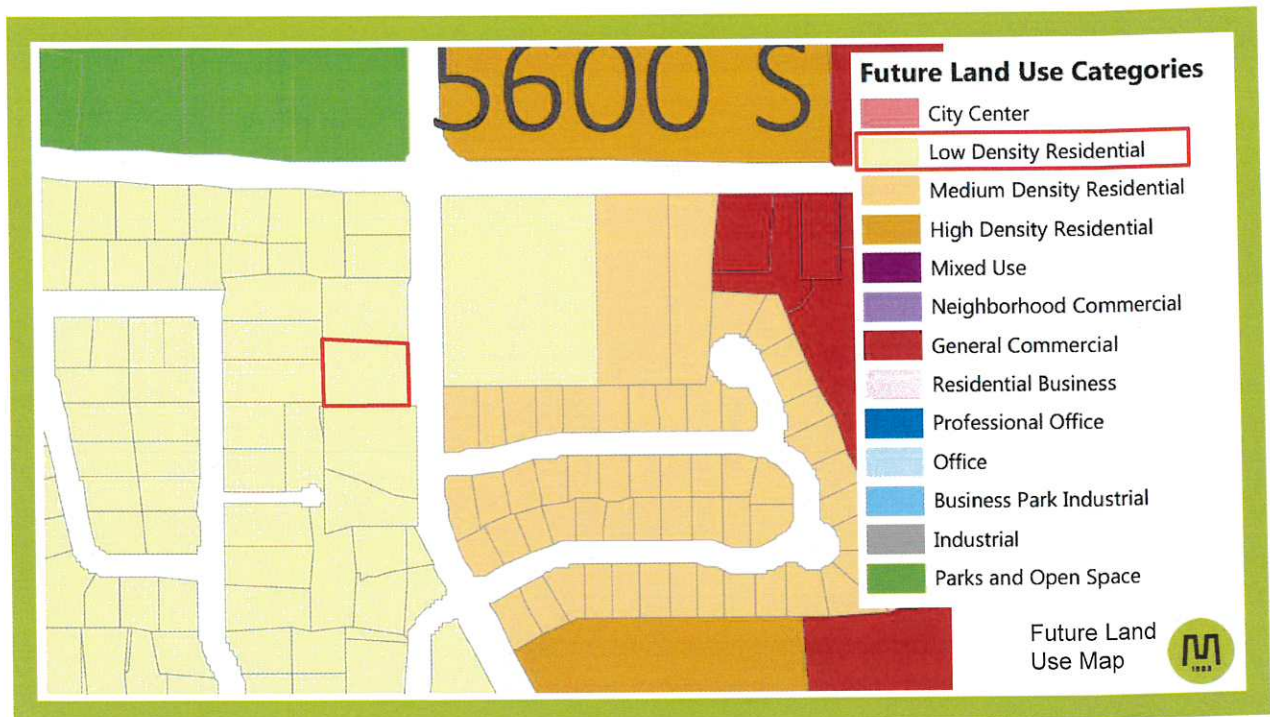 5600 S
Future Land Use Categories
City Center
Low Density Residential
Medium Density Residential
High Density Residential
Mixed Use
Neighborhood Commercial
General Commercial
Residential Business
Professional Office
Office
Business Park Industrial
Industrial
Parks and Open Space
Future Land
Use Map
M
1903